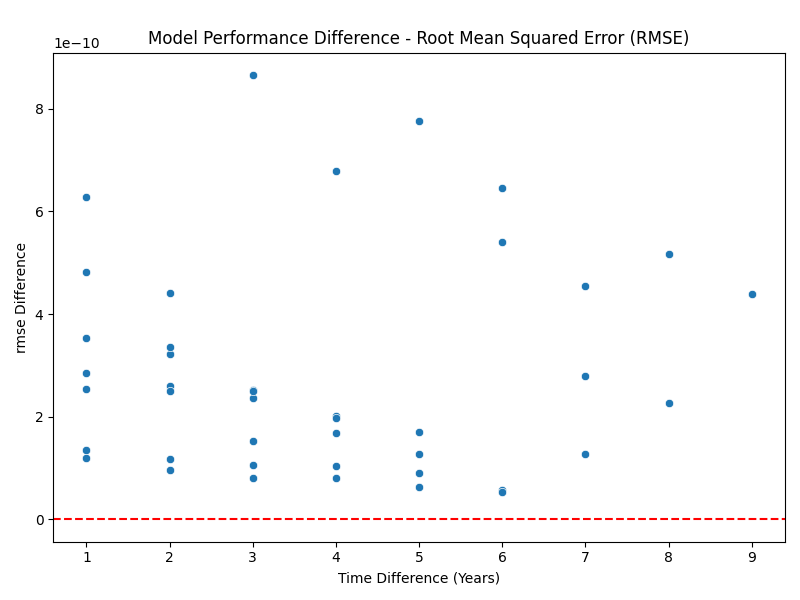 Model Performance Difference - Root Mean Squared Error (RMSE)
1e−10
8
6
4
2
0
rmse Difference
1 2 3 4 5 6 7 8 9
Time Difference (Years)